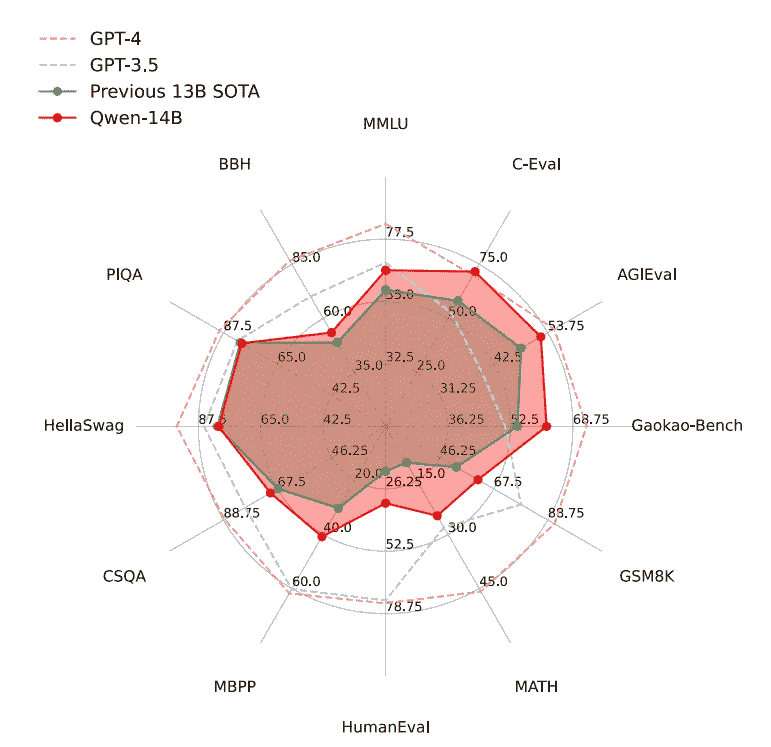 GPT-4
GPT-3.5
Previous 13B SOTA
Qwen-14B
MMLU
BBH
C-Eval
PIQA
AGIEval
HellaSwag
Gaokao-Bench
CSQA
GSM8K
MBPP
MATH
HumanEval
77.5
85.0
75.0
55.0
60.0
50.0
87.5
53.75
65.0
35.0
32.5
25.0
42.5
42.5
31.25
87.5
65.0
42.5
36.25
52.5
68.75
46.25
20.0
15.0
46.25
67.5
26.25
67.5
88.75
40.0
30.0
83.75
52.5
60.0
45.0
78.75